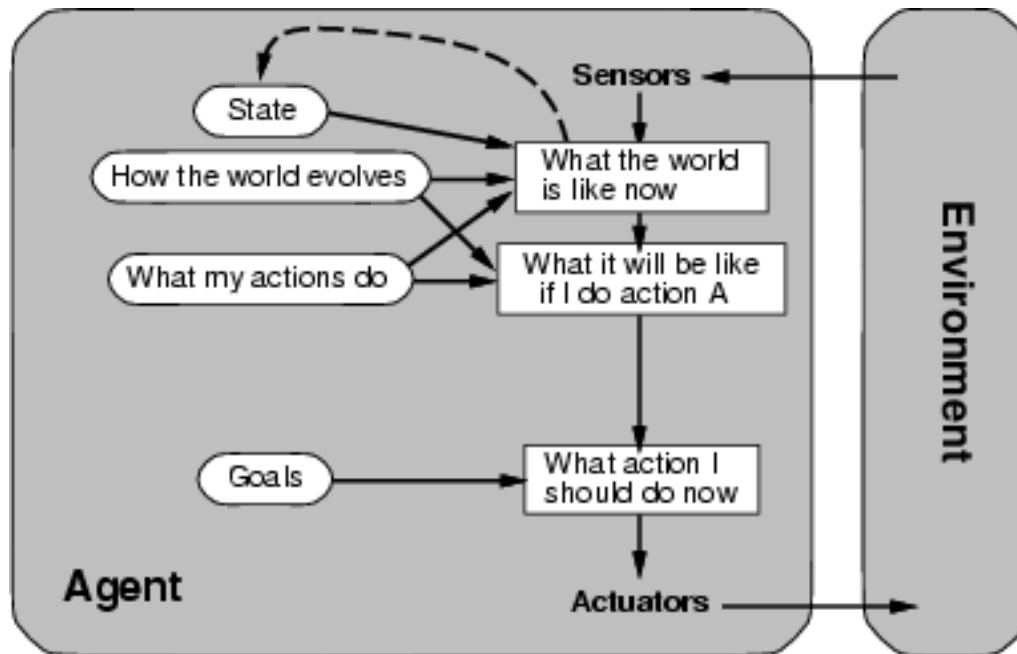 Sensors
State
What the world
is like now
How the world evolves
What my actions do
What it will be like
if I do action A
Goals
What action I
should do now
Agent
Actuators
Environment